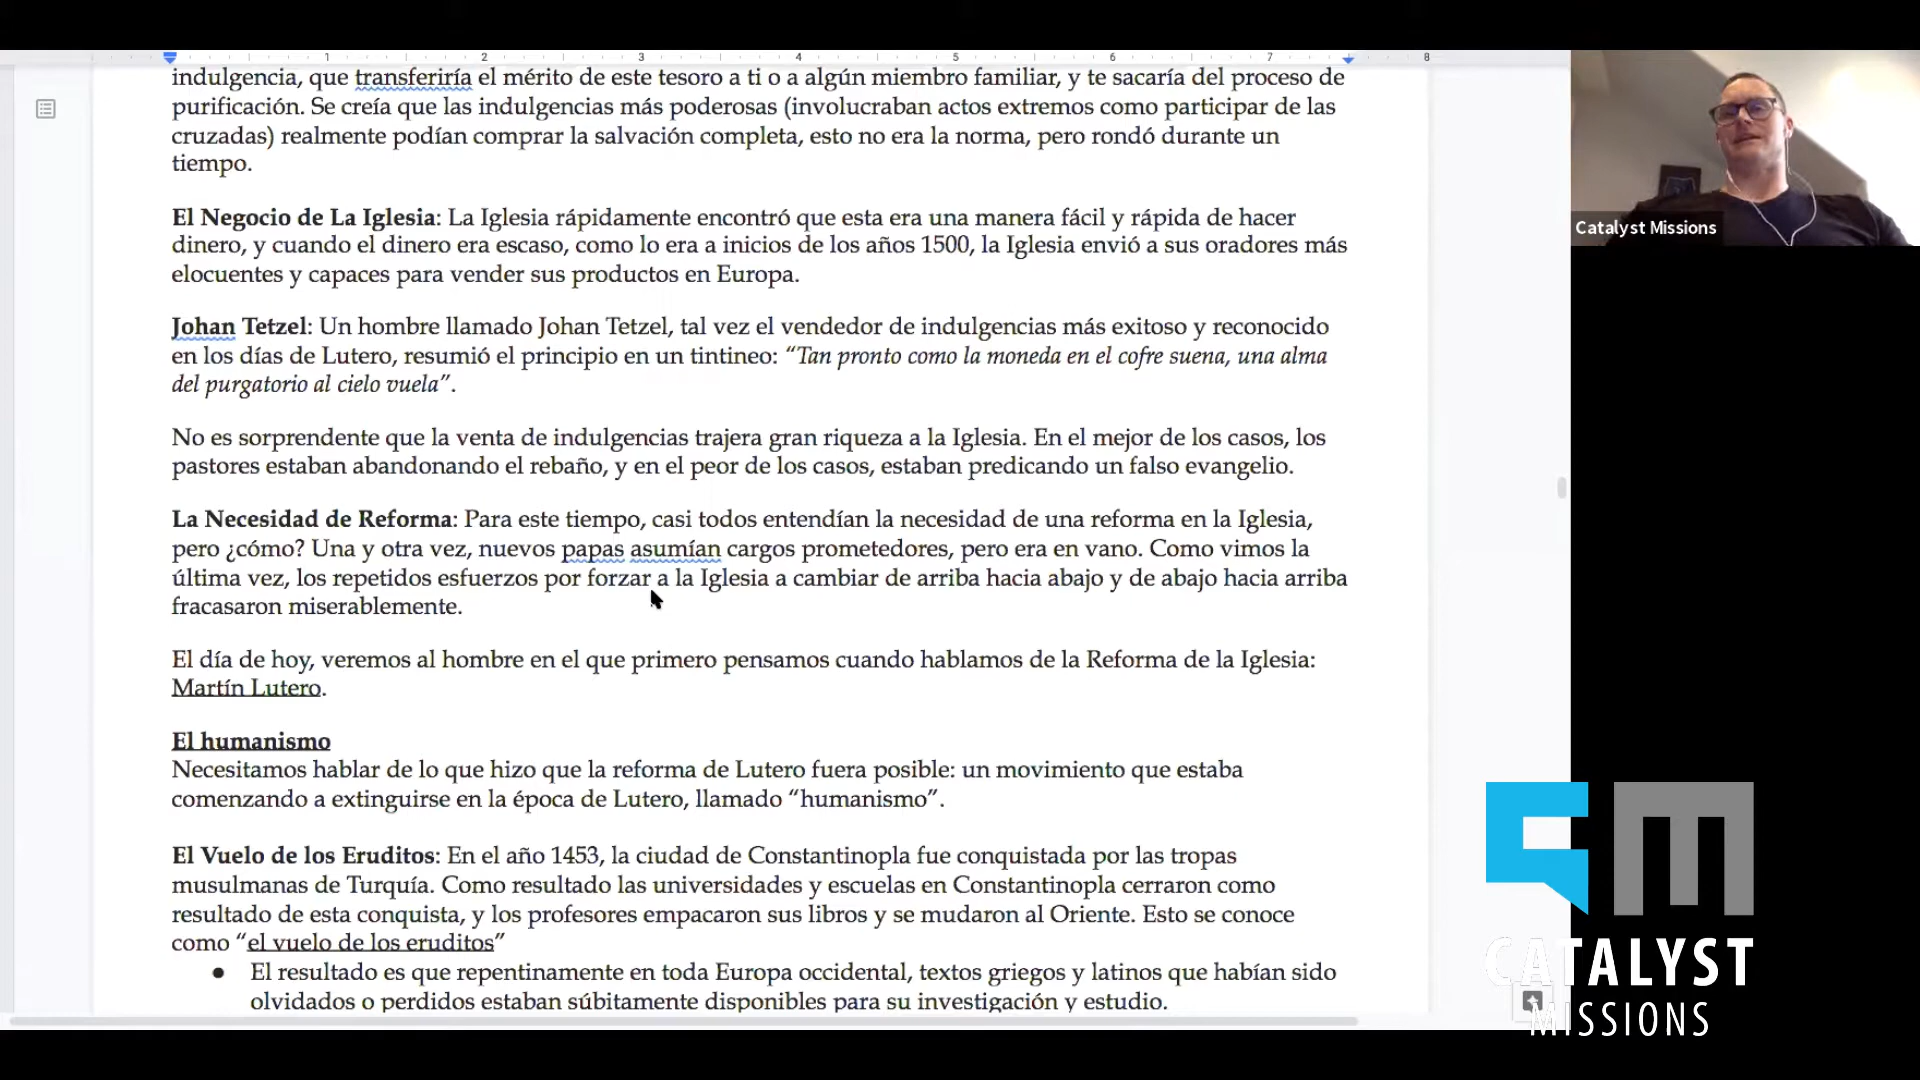 1 2 3 4 5 6 7 8
indulgencia, que transferiría el mérito de este tesoro a ti o a algún miembro familiar, y te sacaría del proceso de
purificación. Se creía que las indulgencias más poderosas (involucraban actos extremos como participar de las
cruzadas) realmente podían comprar la salvación completa, esto no era la norma, pero rondó durante un
tiempo.
El Negocio de La Iglesia: La Iglesia rápidamente encontró que esta era una manera fácil y rápida de hacer
dinero, y cuando el dinero era escaso, como lo era a inicios de los años 1500, la Iglesia envió a sus oradores más
elocuentes y capaces para vender sus productos en Europa.
Johan Tetzel: Un hombre llamado Johan Tetzel, tal vez el vendedor de indulgencias más exitoso y reconocido
en los días de Lutero, resumió el principio en un tintineo: “Tan pronto como la moneda en el cofre suena, una alma
del purgatorio al cielo vuela”.
No es sorprendente que la venta de indulgencias trajera gran riqueza a la Iglesia. En el mejor de los casos, los
pastores estaban abandonando el rebaño, y en el peor de los casos, estaban predicando un falso evangelio.
La Necesidad de Reforma: Para este tiempo, casi todos entendían la necesidad de una reforma en la Iglesia,
pero ¿cómo? Una y otra vez, nuevos papas asumían cargos prometedores, pero era en vano. Como vimos la
última vez, los repetidos esfuerzos por forzar a la Iglesia a cambiar de arriba hacia abajo y de abajo hacia arriba
fracasaron miserablemente.
El día de hoy, veremos al hombre en el que primero pensamos cuando hablamos de la Reforma de la Iglesia:
Martín Lutero.
El humanismo
Necesitamos hablar de lo que hizo que la reforma de Lutero fuera posible: un movimiento que estaba
comenzando a extinguirse en la época de Lutero, llamado “humanismo”.
El Vuelo de los Eruditos: En el año 1453, la ciudad de Constantinopla fue conquistada por las tropas
musulmanas de Turquía. Como resultado las universidades y escuelas en Constantinopla cerraron como
resultado de esta conquista, y los profesores empacaron sus libros y se mudaron al Oriente. Esto se conoce
como “el vuelo de los eruditos”
● El resultado es que repentinamente en toda Europa occidental, textos griegos y latinos que habían sido
olvidados o perdidos estaban súbitamente disponibles para su investigación y estudio.
Catalyst Missions
CATALYST
MISSIONS